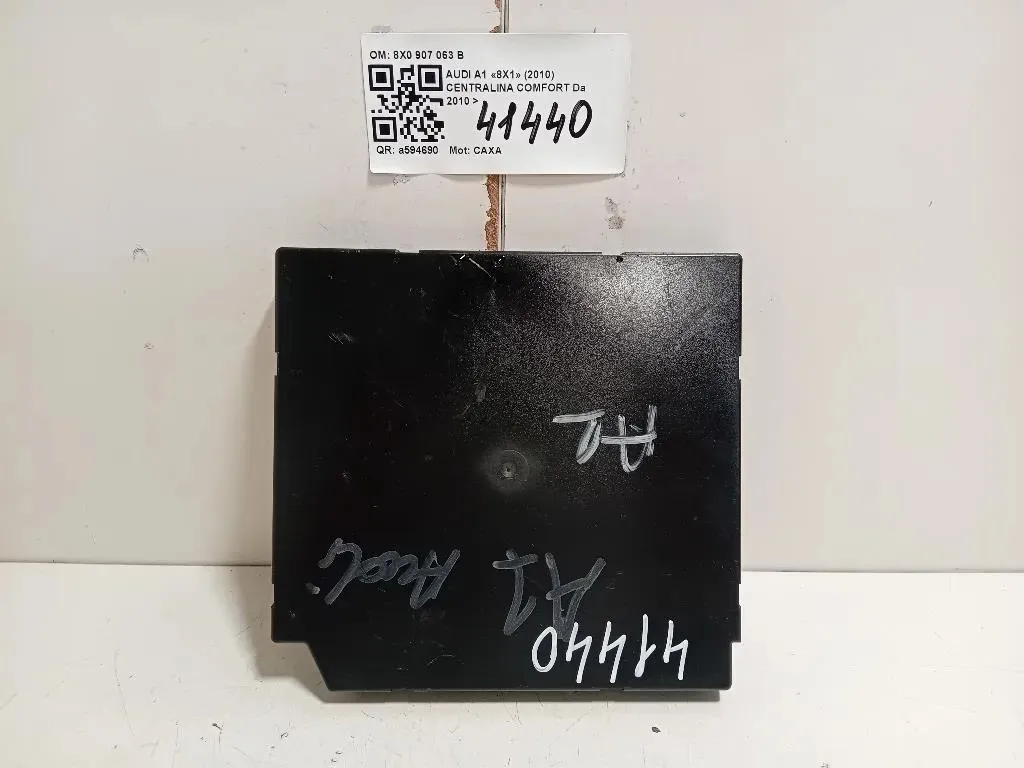 OM: 8X0 907 063 B
AUDI A1 «8X1» (2010)
CENTRALINA COMFORT Da
2010 >
41440
QR: a594690 Mot: CAXA
A1
A1
41440